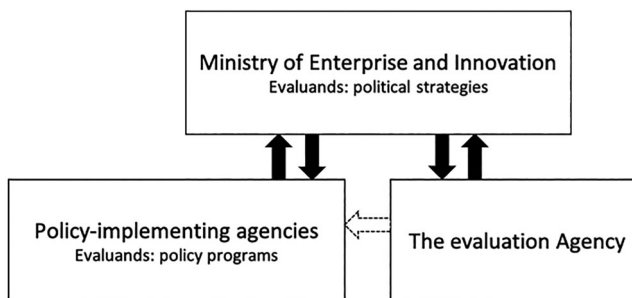 Ministry of Enterprise and Innovation
Evaluands: political strategies
Policy-implementing agencies
Evaluands: policy programs
The evaluation Agency